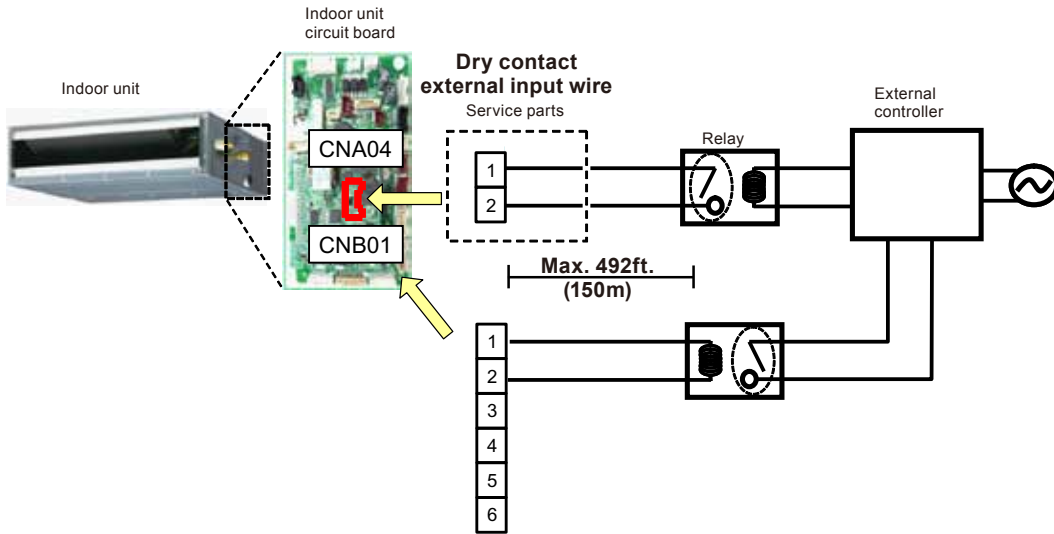 Indoor unit
circuit board
Indoor unit
Dry contact
external input wire
Service parts
External
controller
Relay
CNA04
CNB01
1
2
Max. 492ft.
(150m)
1
2
3
4
5
6